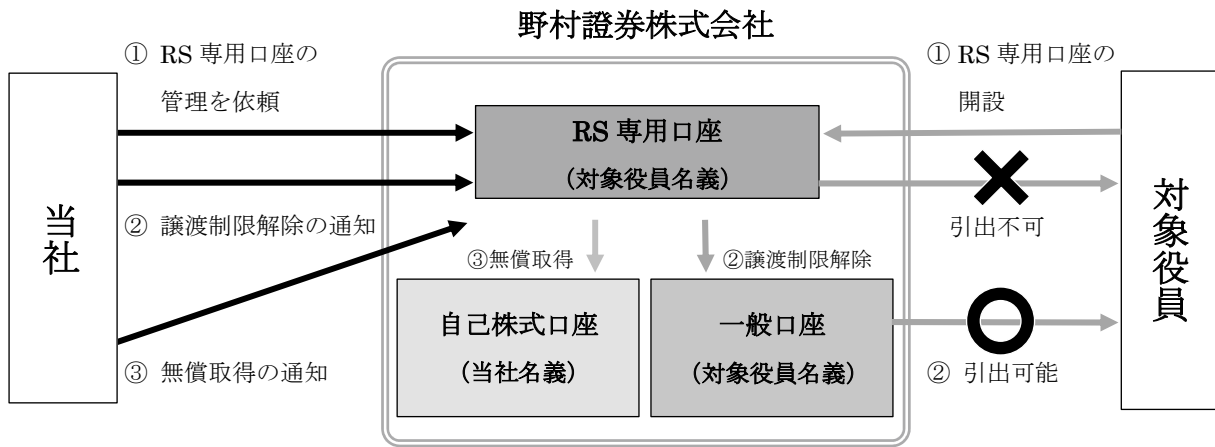 野村證券株式会社
① RS 専用口座の
管理を依頼
① RS 専用口座の
開設
当社
RS 専用口座
(対象役員名義)
対象役員
② 譲渡制限解除の通知
引出不可
③無償取得
②譲渡制限解除
自己株式口座
(当社名義)
一般口座
(対象役員名義)
③ 無償取得の通知
② 引出可能